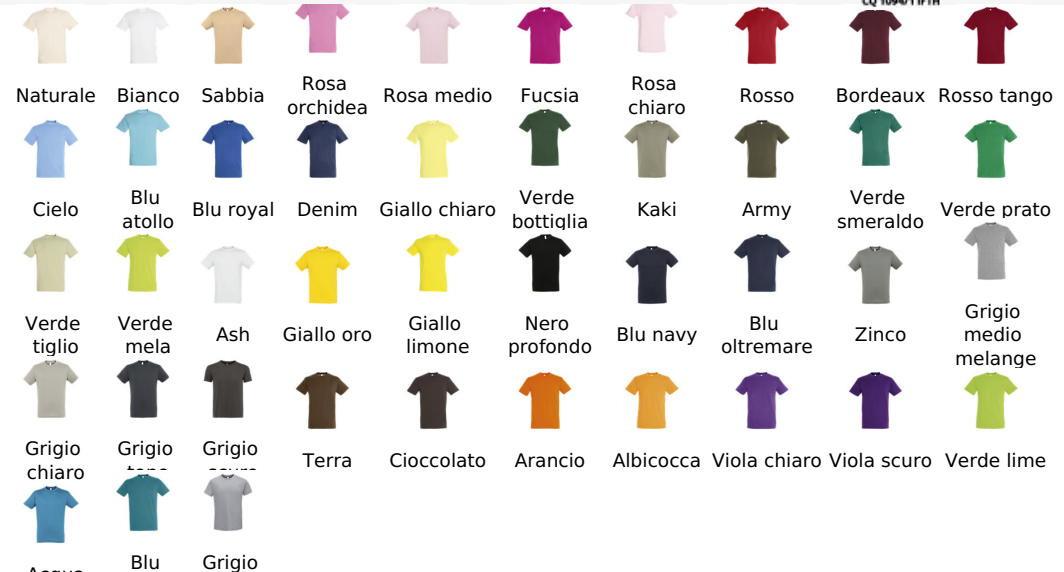 Naturale Bianco Sabbia Rosa orchidea Rosa medio Fucsia Rosa chiaro Rosso Bordeaux Rosso tango
Cielo Blu atollo Blu royal Denim Giallo chiaro Verde bottiglia Kaki Army Verde smeraldo Verde prato
Verde tiglio Verde mela Ash Giallo oro Giallo limone Nero profondo Blu navy Blu oltremare Zinco Grigio medio melange
Grigio chiaro Grigio Grigio Terra Cioccolato Arancio Albicocca Viola chiaro Viola scuro Verde lime
Blu Grigio